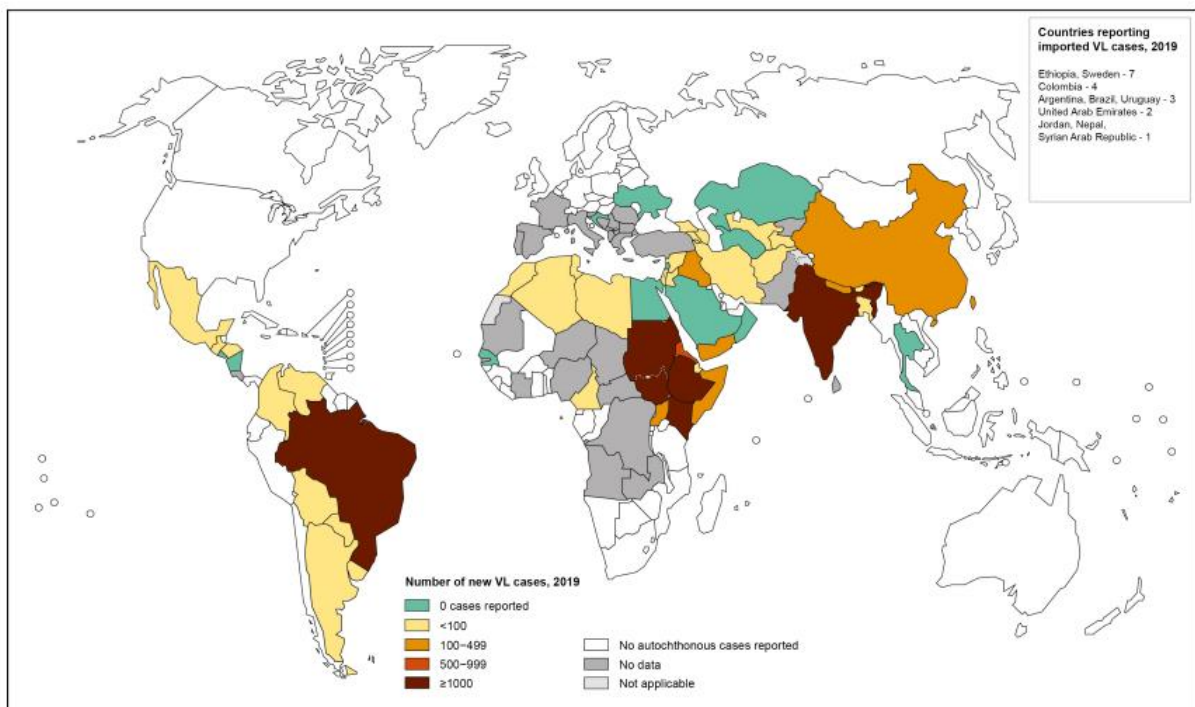 Countries reporting
imported VL cases, 2019
Ethiopia, Sweden - 7
Colombia - 4
Argentina, Brazil, Uruguay - 3
United Arab Emirates - 2
Jordan, Nepal,
Syrian Arab Republic - 1
Number of new VL cases, 2019
0 cases reported
<100
100–499
500–999
≥1000
No autochthonous cases reported
No data
Not applicable